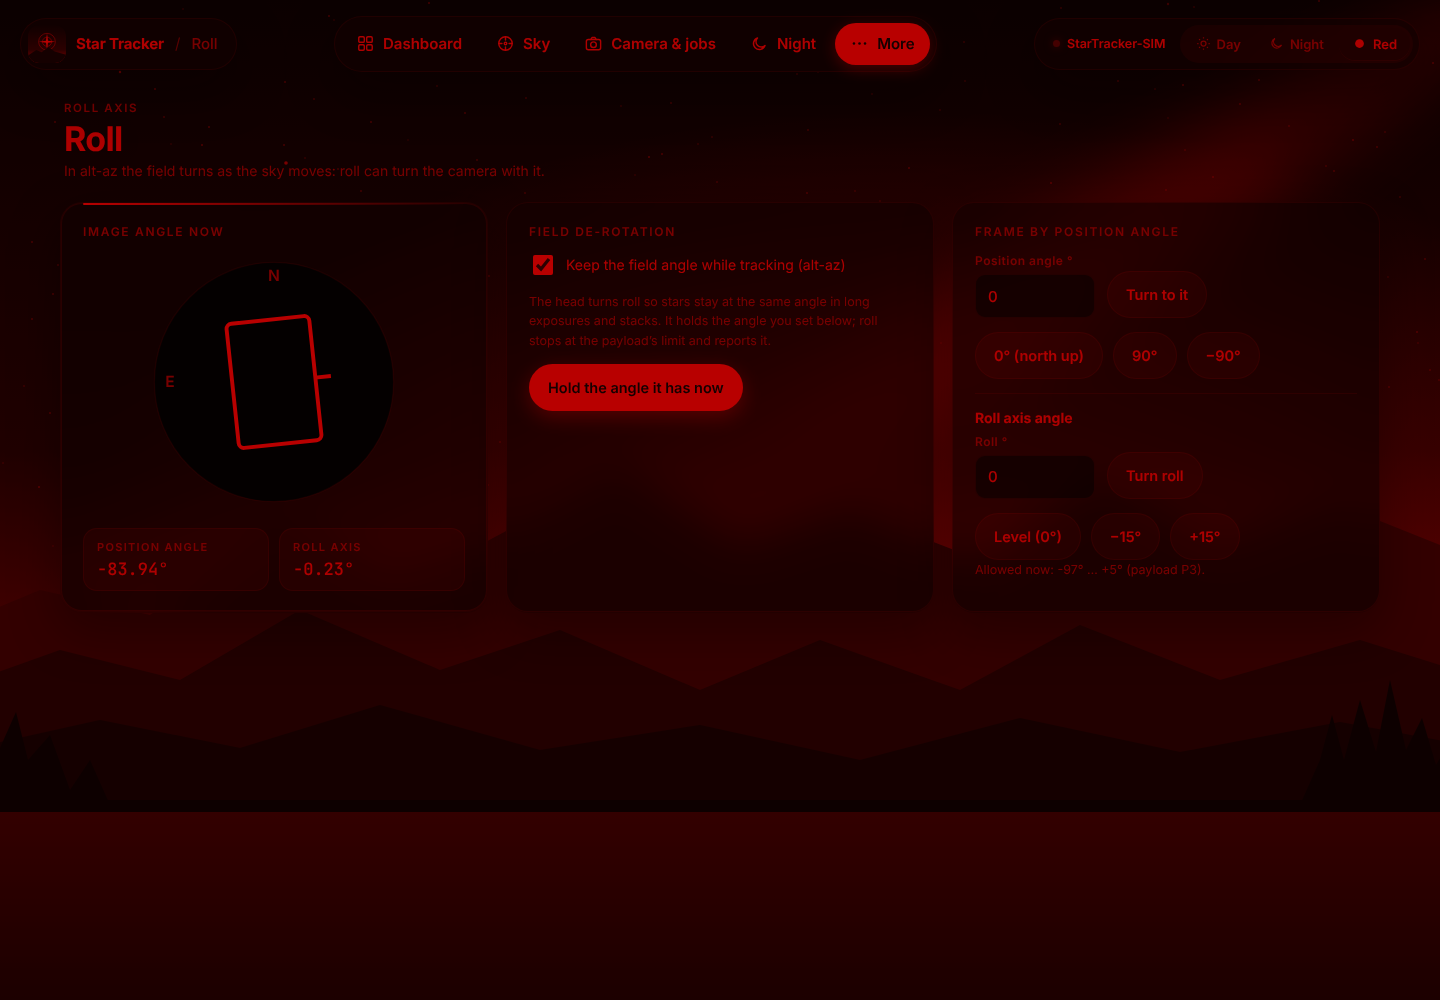 Star Tracker / Roll
Dashboard
Sky
Camera & jobs
Night
More
StarTracker-SIM
Day
Night
Red
ROLL AXIS
Roll
In alt-az the field turns as the sky moves: roll can turn the camera with it.
IMAGE ANGLE NOW
N
E
POSITION ANGLE
-83.94°
ROLL AXIS
-0.23°
FIELD DE-ROTATION
Keep the field angle while tracking (alt-az)
The head turns roll so stars stay at the same angle in long
exposures and stacks. It holds the angle you set below; roll
stops at the payload's limit and reports it.
Hold the angle it has now
FRAME BY POSITION ANGLE
Position angle °
0
Turn to it
0° (north up)
90°
−90°
Roll axis angle
Roll °
0
Turn roll
Level (0°)
−15°
+15°
Allowed now: -97° … +5° (payload P3).